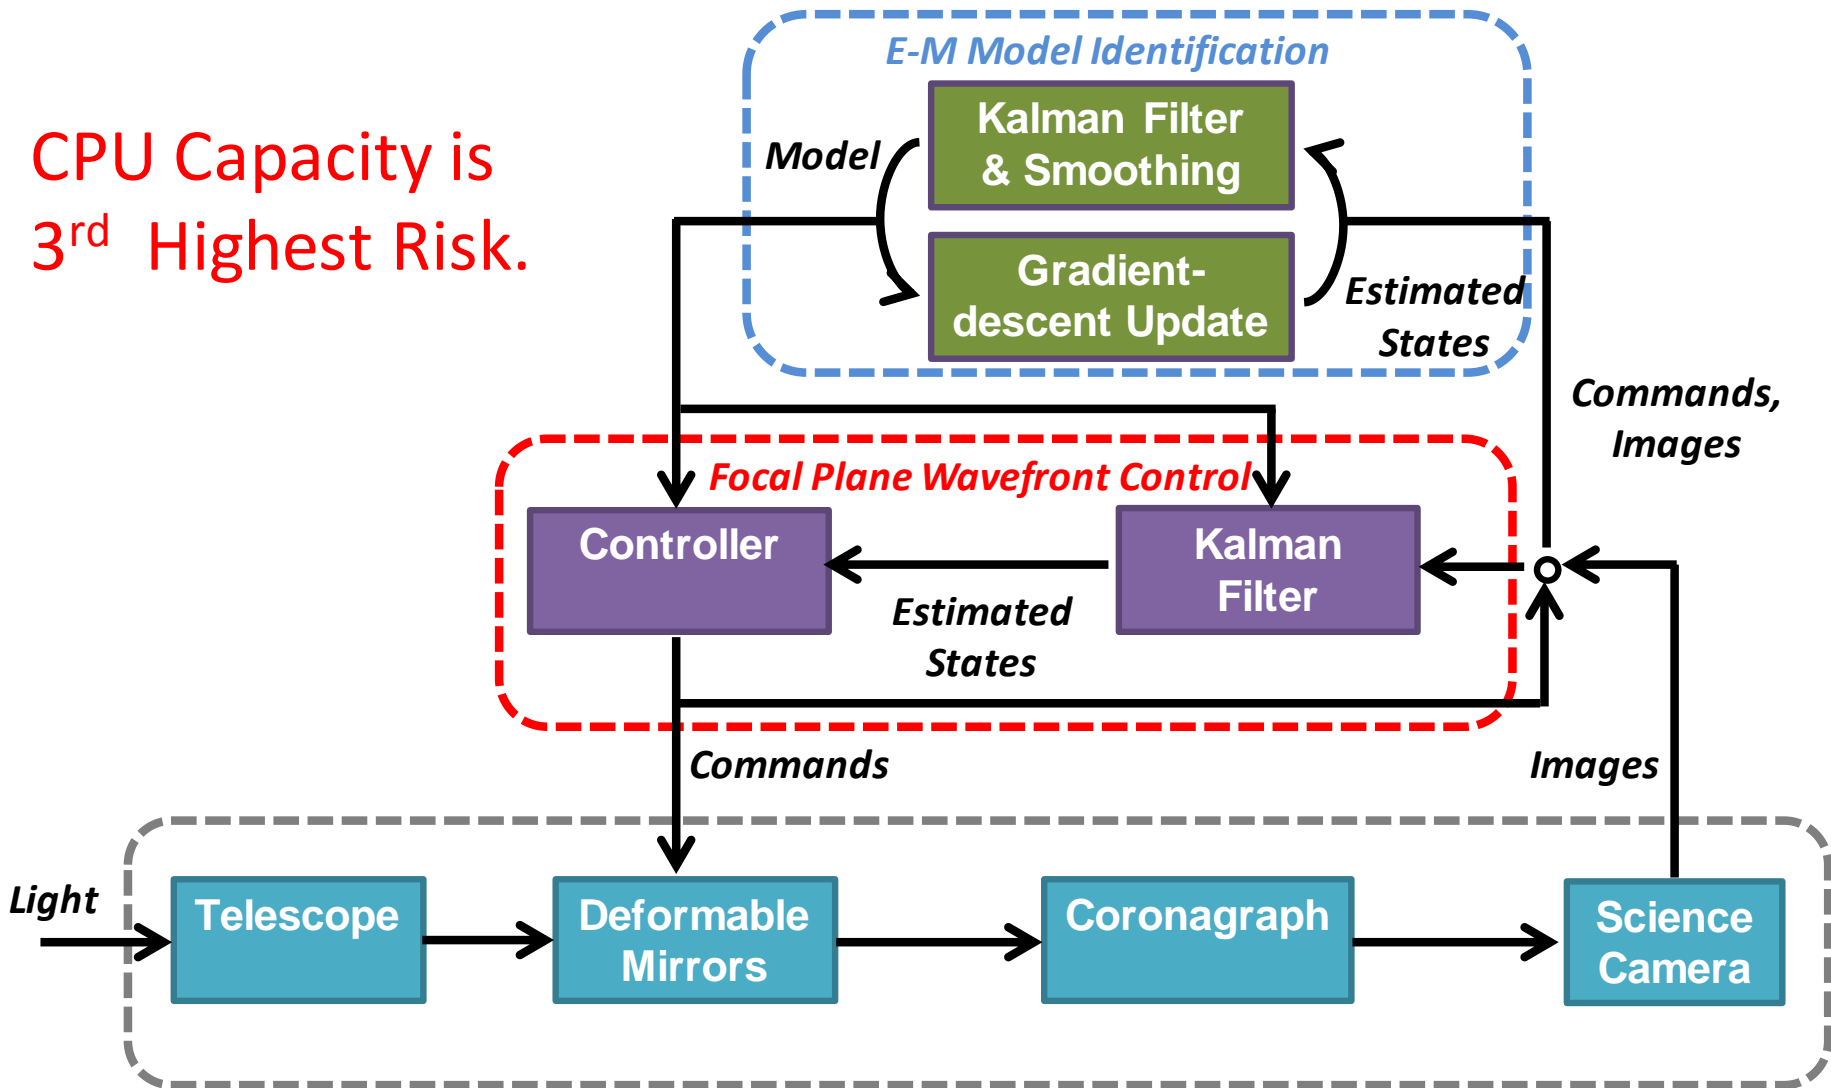 E-M Model Identification
CPU Capacity is
3rd Highest Risk.
Kalman Filter
& Smoothing
Model
Gradient-
descent Update
Estimated
States
Commands,
Images
Focal Plane Wavefront Control
Controller
Kalman
Filter
Estimated
States
Commands
Images
Light
Telescope
Deformable
Mirrors
Coronagraph
Science
Camera